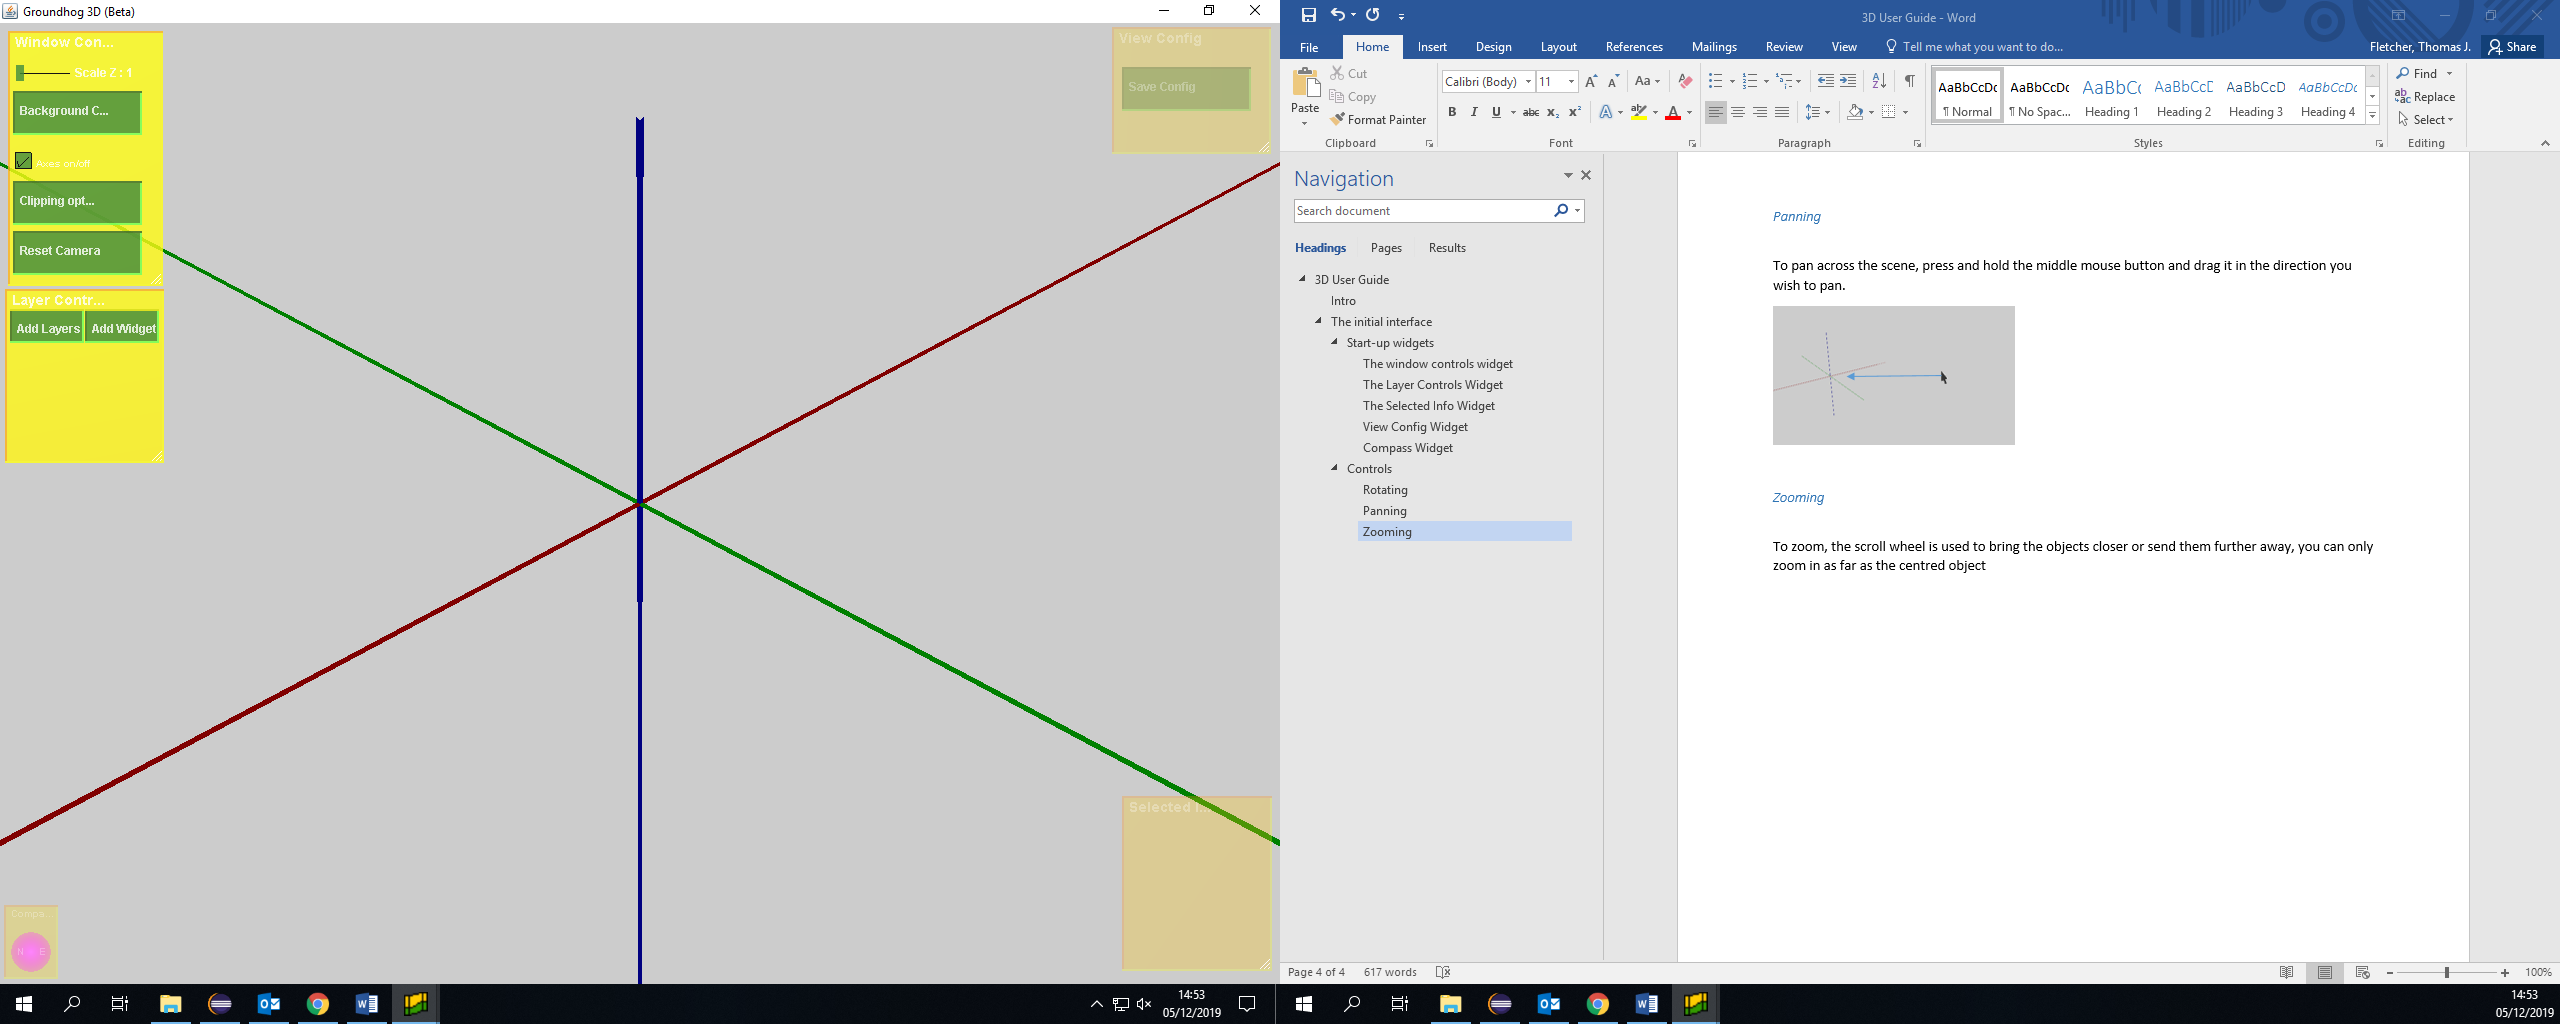 Groundhog 3D (Beta)
Window Con...
Scale Z : 1
Background C...
Axes on/off
Clipping opt...
Reset Camera
Layer Contr...
Add Layers
Add Widget
View Config
Save Config
Selected I...
Compa...
N E
14:53
05/12/2019
3D User Guide - Word
File
Home
Insert
Design
Layout
References
Mailings
Review
View
Tell me what you want to do...
Fletcher, Thomas J.
Share
Paste
Cut
Copy
Format Painter
Clipboard
Calibri (Body)
11
Font
Paragraph
AaBbCcDc
¶ Normal
AaBbCcDc
¶ No Spac...
AaBbCc
Heading 1
AaBbCcC
Heading 2
AaBbCcD
Heading 3
AaBbCcDc
Heading 4
Styles
Find
Replace
Select
Editing
Navigation
Search document
Headings
Pages
Results
3D User Guide
Intro
The initial interface
Start-up widgets
The window controls widget
The Layer Controls Widget
The Selected Info Widget
View Config Widget
Compass Widget
Controls
Rotating
Panning
Zooming
Panning
To pan across the scene, press and hold the middle mouse button and drag it in the direction you
wish to pan.
Zooming
To zoom, the scroll wheel is used to bring the objects closer or send them further away, you can only
zoom in as far as the centred object
Page 4 of 4
617 words
100%
14:53
05/12/2019